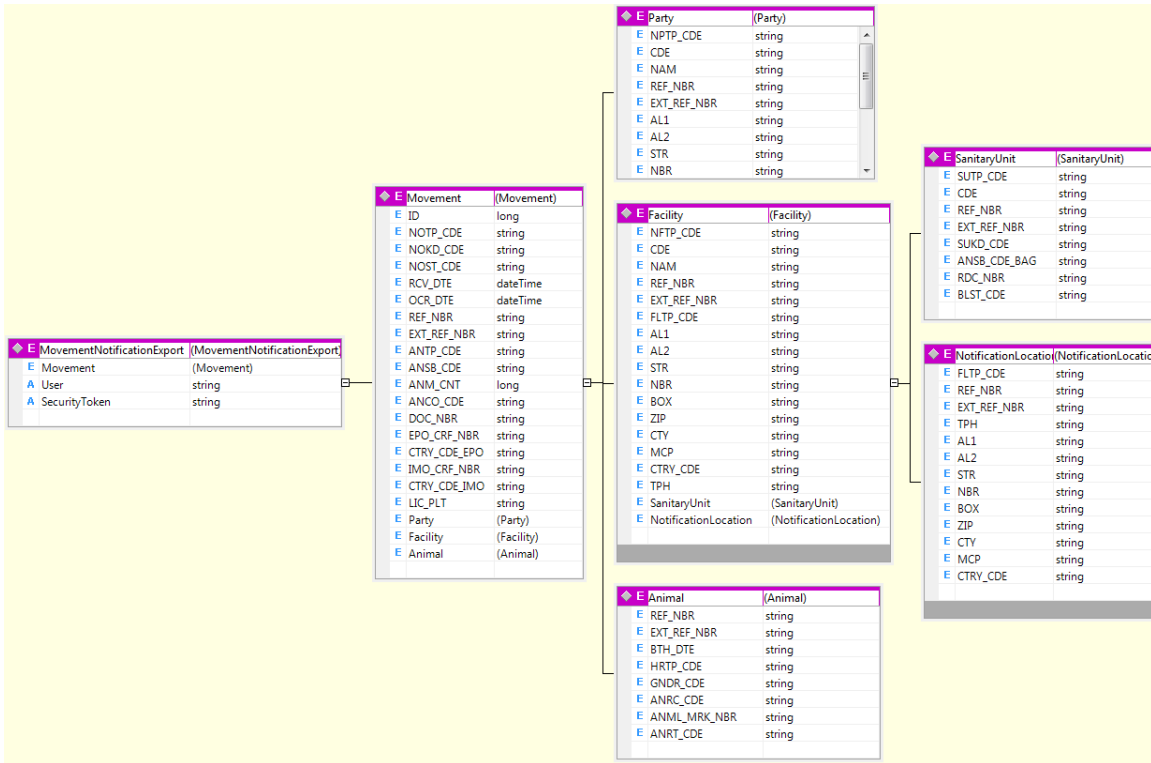 E MovementNotificationExport (MovementNotificationExport)
E Movement (Movement)
A User string
A SecurityToken string
E Movement (Movement)
E ID long
E NOTP_CDE string
E NOKD_CDE string
E NOST_CDE string
E RCV_DTE dateTime
E OCR_DTE dateTime
E REF_NBR string
E EXT_REF_NBR string
E ANTP_CDE string
E ANSB_CDE string
E ANM_CNT long
E ANCO_CDE string
E DOC_NBR string
E EPO_CRF_NBR string
E CTRY_CDE_EPO string
E IMO_CRF_NBR string
E CTRY_CDE_IMO string
E LIC_PLT string
E Party (Party)
E Facility (Facility)
E Animal (Animal)
E Party (Party)
E NPTP_CDE string
E CDE string
E NAM string
E REF_NBR string
E EXT_REF_NBR string
E AL1 string
E AL2 string
E STR string
E NBR string
E Facility (Facility)
E NFTP_CDE string
E CDE string
E NAM string
E REF_NBR string
E EXT_REF_NBR string
E FLTP_CDE string
E AL1 string
E AL2 string
E STR string
E NBR string
E BOX string
E ZIP string
E CTY string
E MCP string
E CTRY_CDE string
E TPH string
E SanitaryUnit (SanitaryUnit)
E NotificationLocation (NotificationLocation)
E Animal (Animal)
E REF_NBR string
E EXT_REF_NBR string
E BTH_DTE string
E HRTP_CDE string
E GNDR_CDE string
E ANRC_CDE string
E ANML_MRK_NBR string
E ANRT_CDE string
E SanitaryUnit (SanitaryUnit)
E SUTP_CDE string
E CDE string
E REF_NBR string
E EXT_REF_NBR string
E SUKD_CDE string
E ANSB_CDE_BAG string
E RDC_NBR string
E BLST_CDE string
E NotificationLocation (NotificationLocatio
E FLTP_CDE string
E REF_NBR string
E EXT_REF_NBR string
E TPH string
E AL1 string
E AL2 string
E STR string
E NBR string
E BOX string
E ZIP string
E CTY string
E MCP string
E CTRY_CDE string